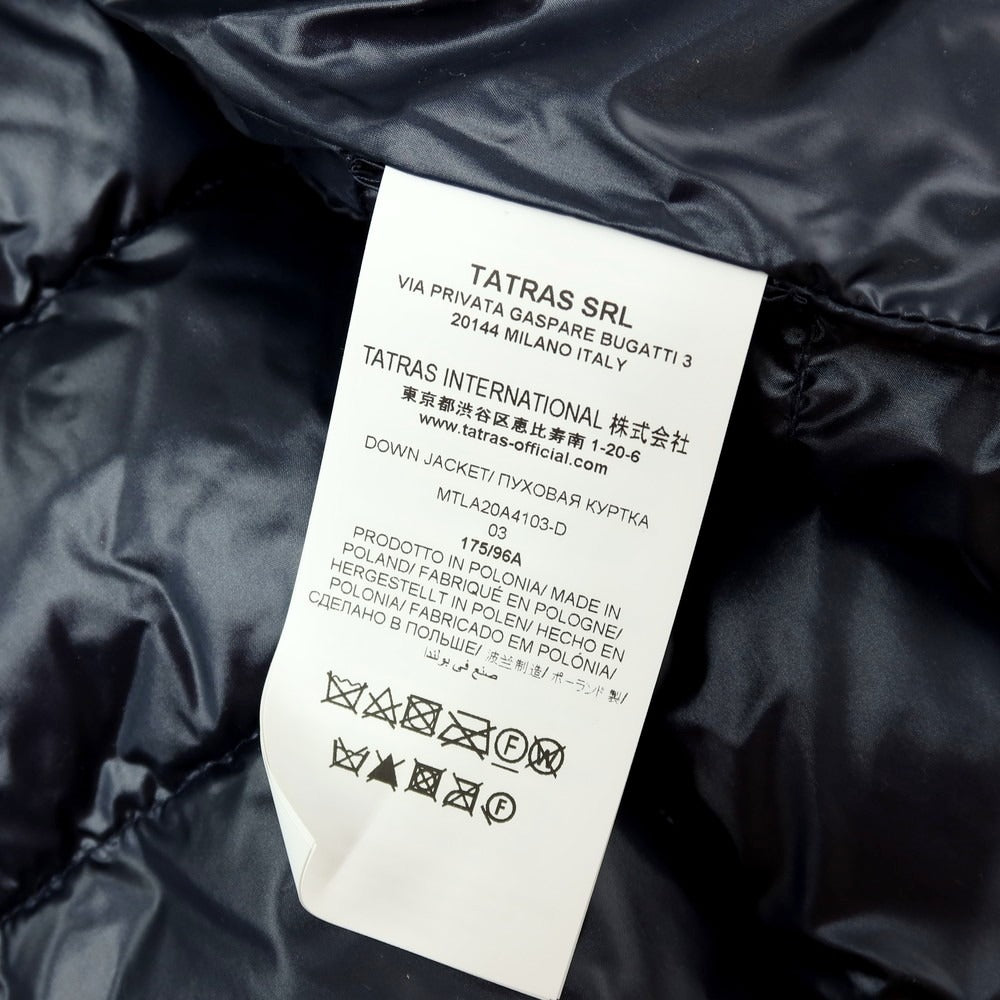 TATRAS SRL
VIA PRIVATA GASPARE BUGATTI 3
20144 MILANO ITALY
TATRAS INTERNATIONAL 株式会社
東京都渋谷区恵比寿南 1-20-6
www.tatras-official.com
DOWN JACKET/ ПУХОВАЯ КУРТКА
MTLA20A4103-D
03
175/96A
PRODOTTO IN POLONIA/ MADE IN
POLAND/ FABRIQUÉ EN POLOGNE/
HERGESTELLT IN POLEN/ HECHO EN
POLONIA/ FABRICADO EM POLÓNIA/
СДЕЛАНО В ПОЛЬШЕ/ 波兰制造/ ポーランド製/
صنع في بولندا
F W
F